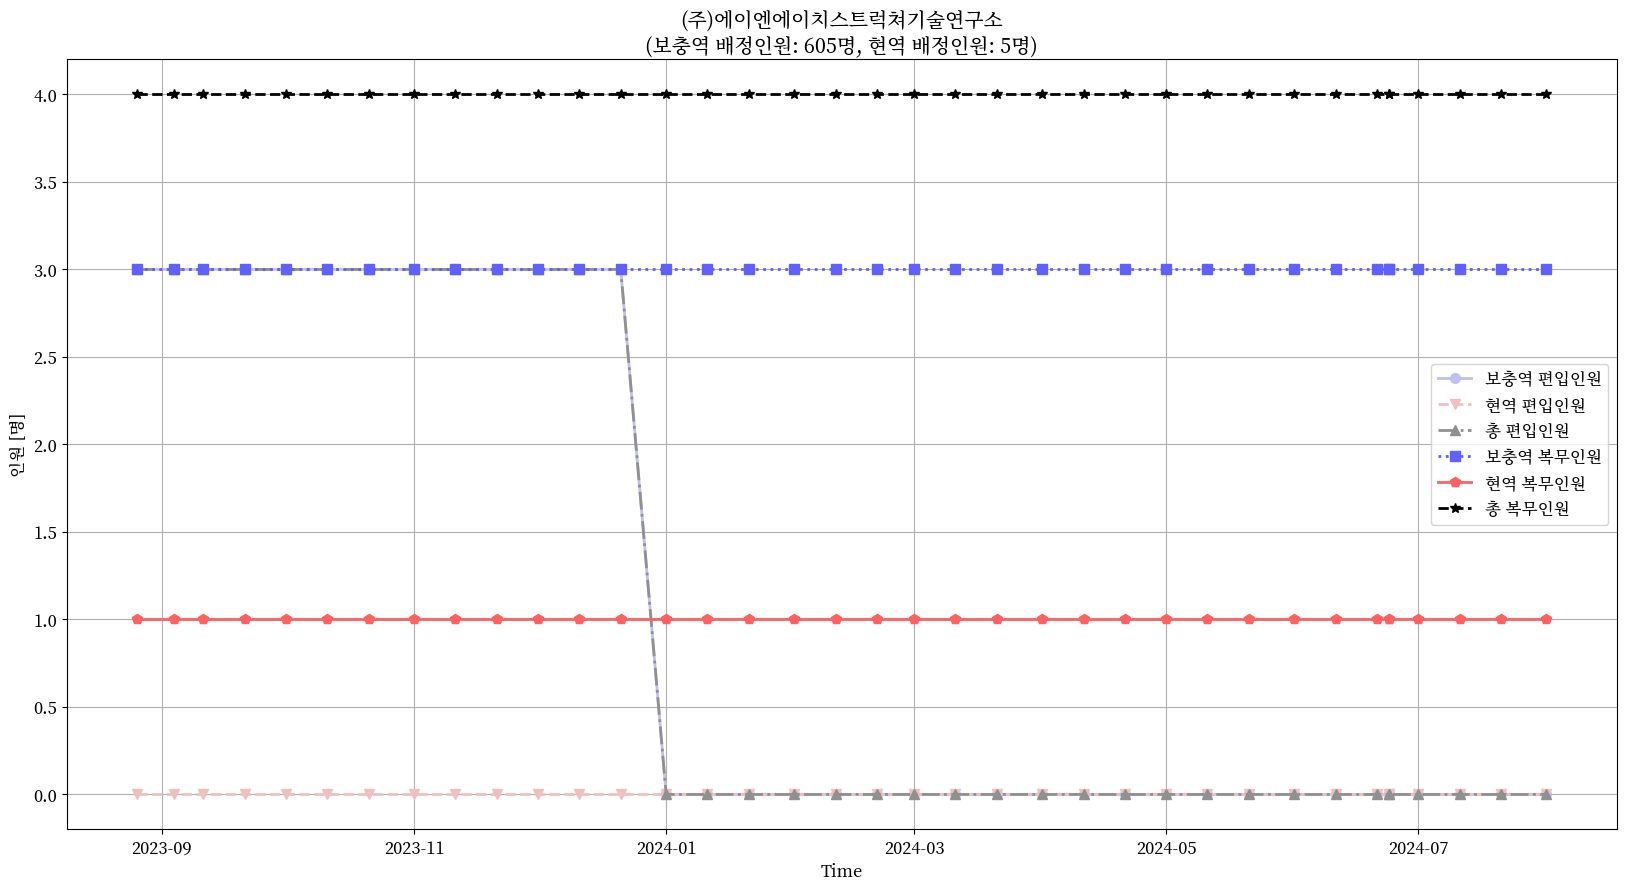 (주)에이엔에이치스트럭쳐기술연구소
(보충역 배정인원: 605명, 현역 배정인원: 5명)
4.0
3.5
3.0
2.5
2.0
1.5
1.0
0.5
0.0
인원 [명]
보충역 편입인원
현역 편입인원
총 편입인원
보충역 복무인원
현역 복무인원
총 복무인원
2023-09
2023-11
2024-01
2024-03
2024-05
2024-07
Time